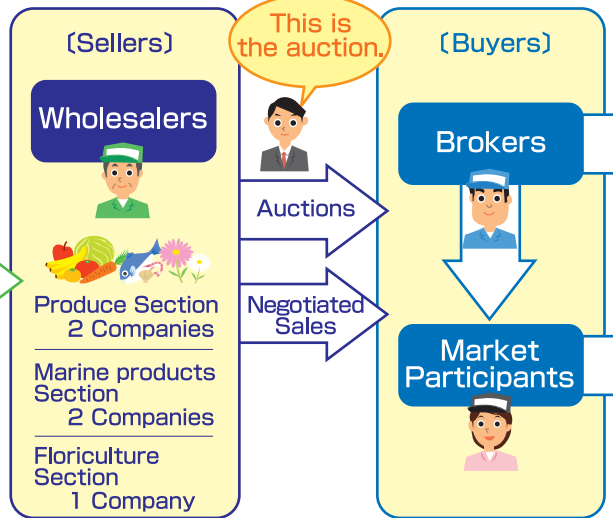 〔Sellers〕
Wholesalers
Produce Section
2 Companies
Marine products
Section
2 Companies
Floriculture
Section
1 Company
This is
the auction.
Auctions
Negotiated
Sales
〔Buyers〕
Brokers
Market
Participants